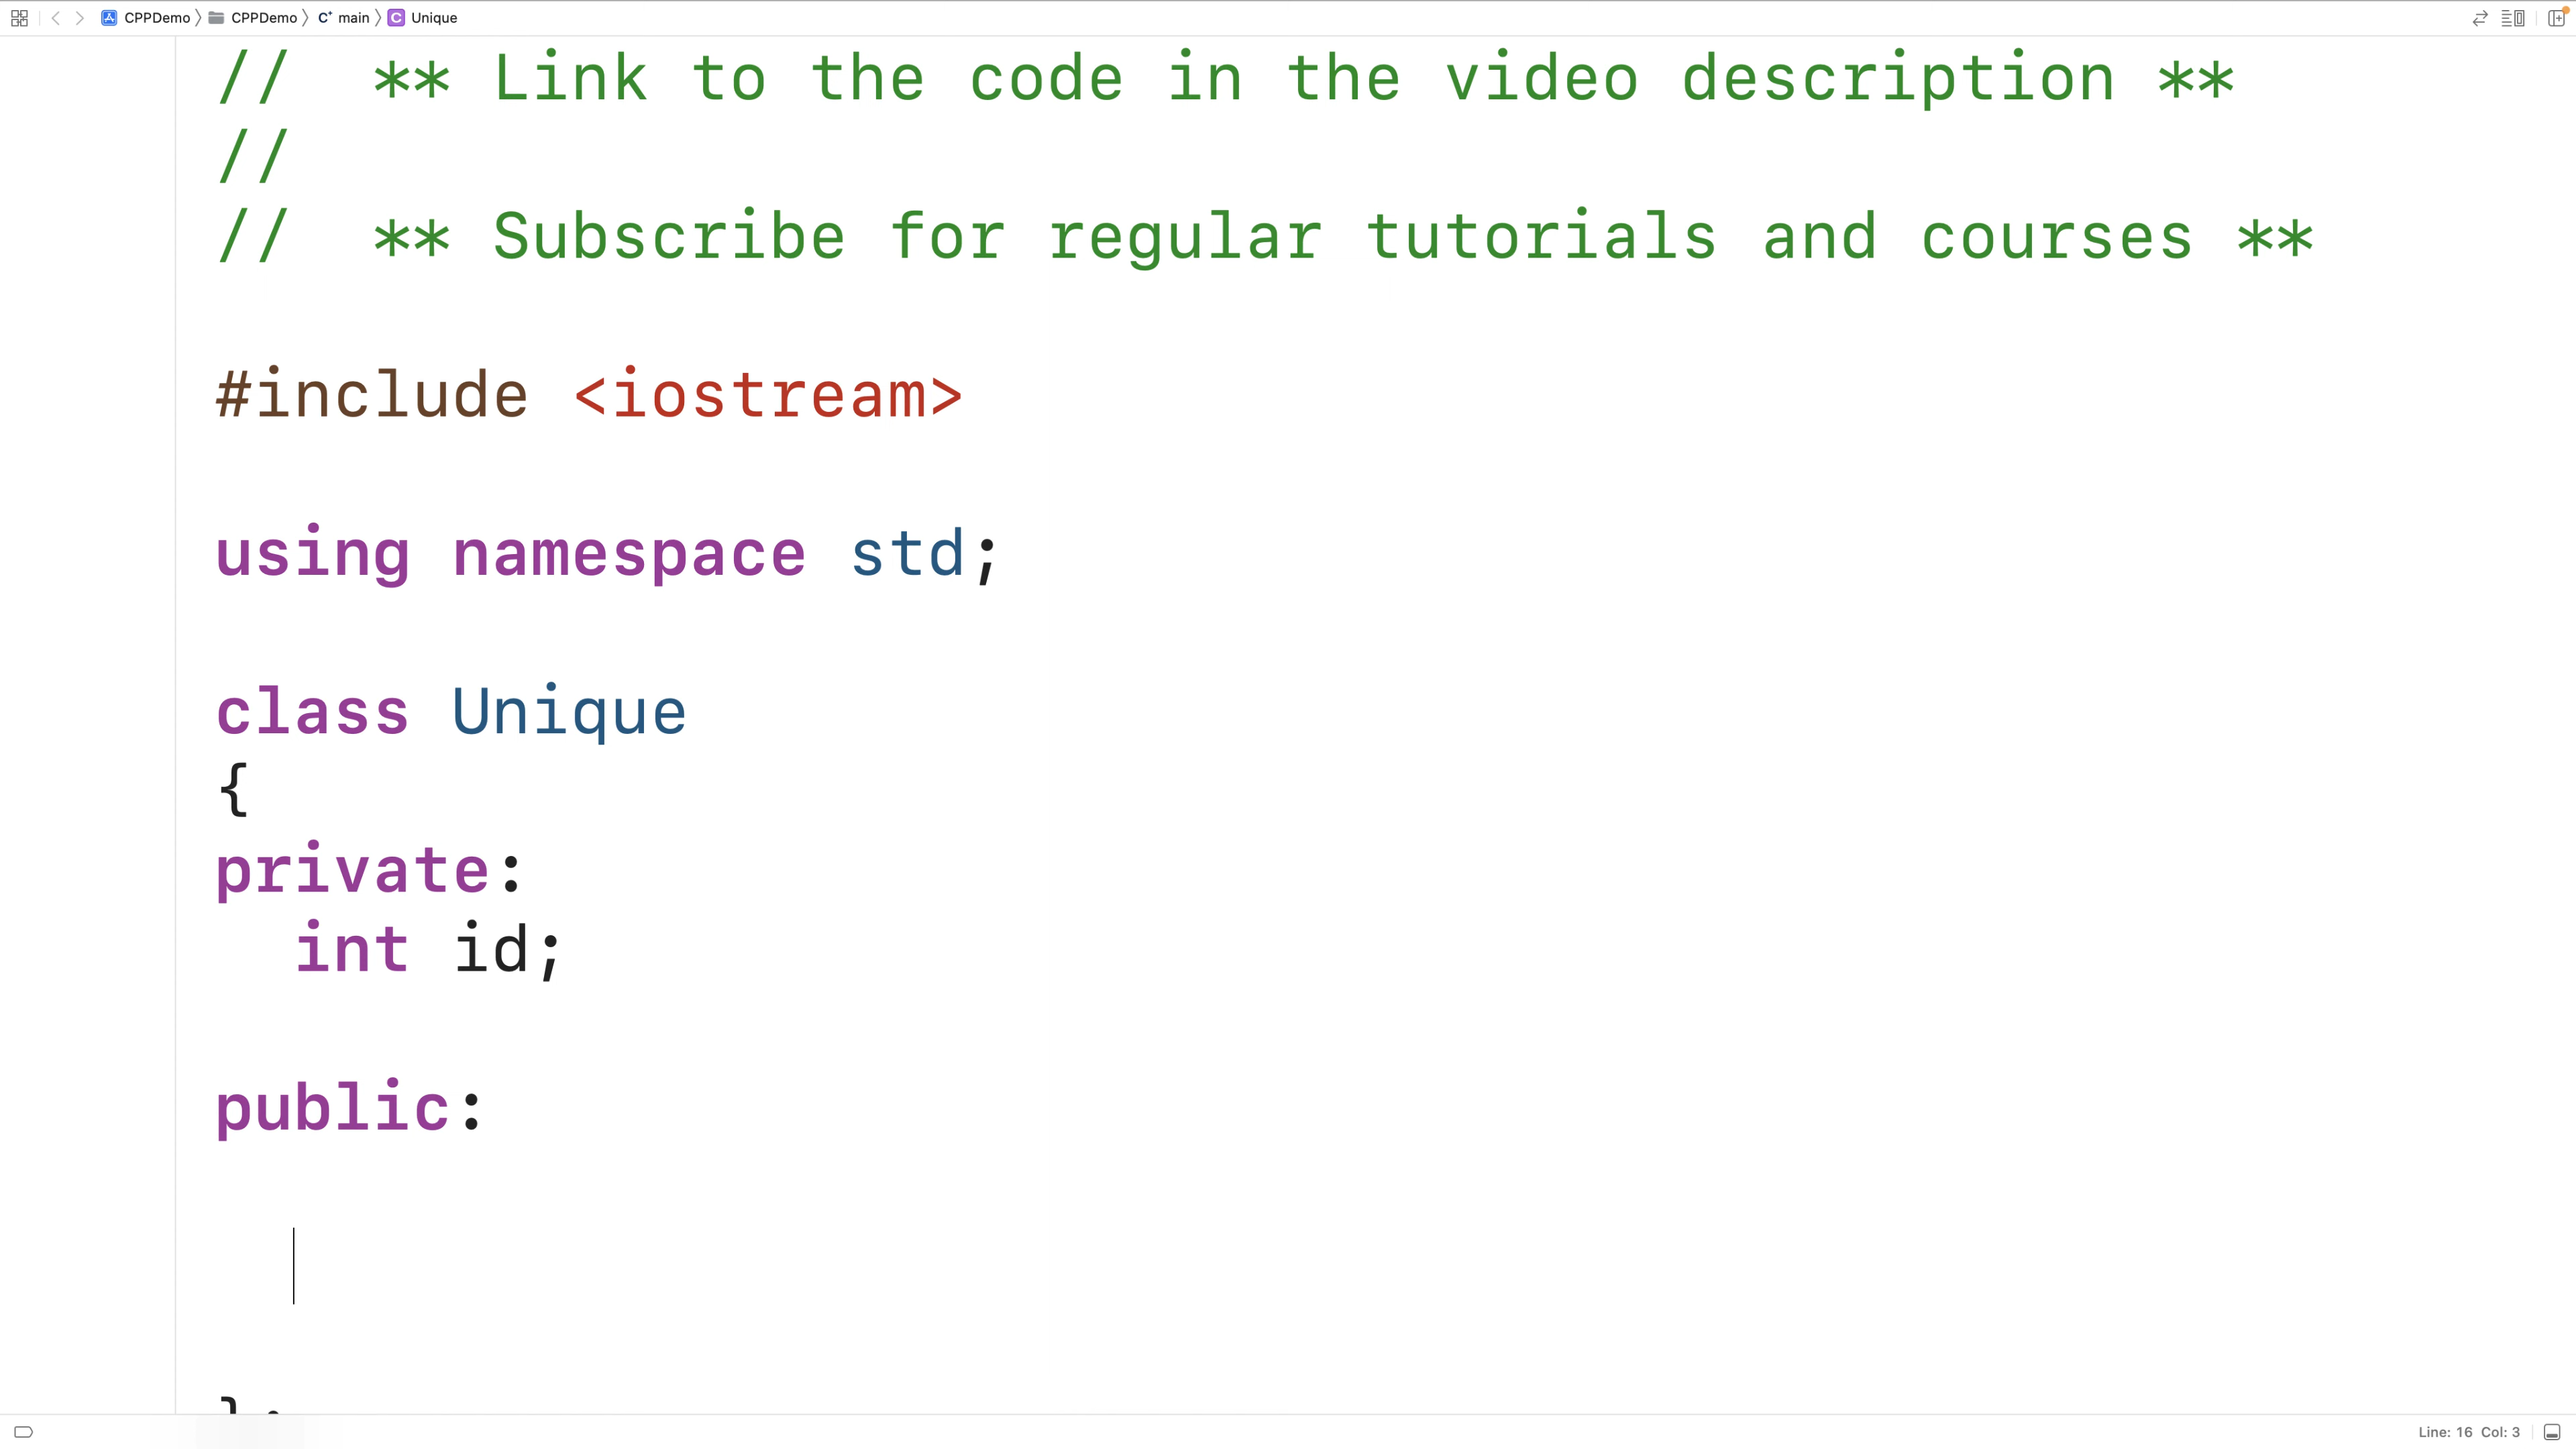 CPPDemo CPPDemo C+ main C Unique
//  ** Link to the code in the video description **
//
//  ** Subscribe for regular tutorials and courses **
#include <iostream>
using namespace std;
class Unique
{
private:
  int id;
public:
};
Line: 16 Col: 3